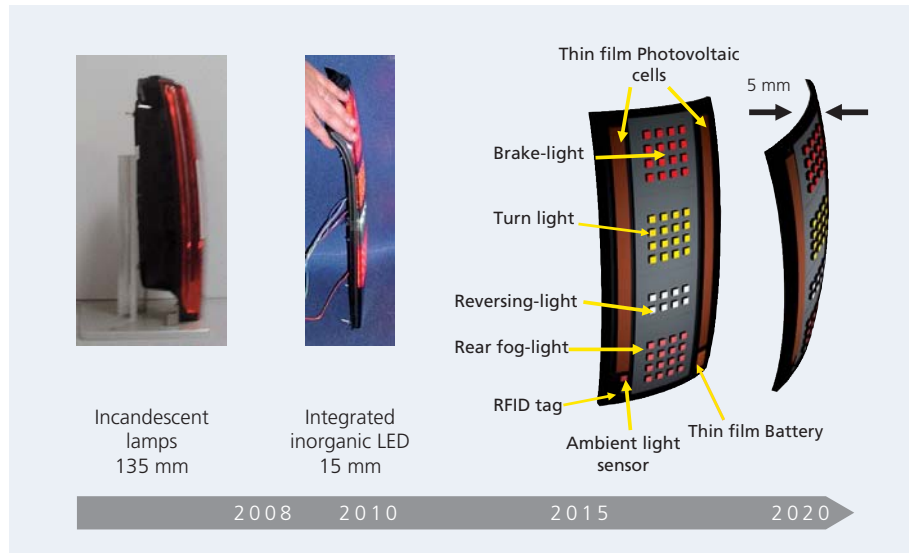 Thin film Photovoltaic
cells
5 mm
Brake-light
Turn light
Reversing-light
Rear fog-light
RFID tag
Ambient light
sensor
Thin film Battery
Incandescent
lamps
135 mm
Integrated
inorganic LED
15 mm
2008
2010
2015
2020